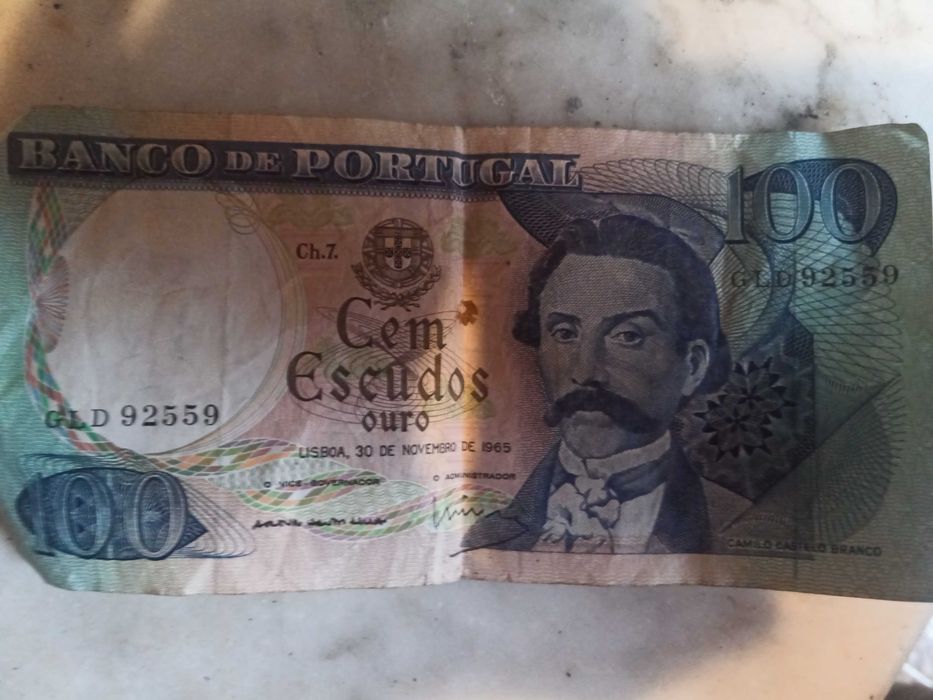 BANCO DE PORTUGAL
100
Ch.7.
GLD 92559
Cem
Escudos
ouro
GLD 92559
LISBOA, 30 DE NOVEMBRO DE 1965
O VICE-GOVERNADOR
O ADMINISTRADOR
100
CAMILO CASTELO BRANCO